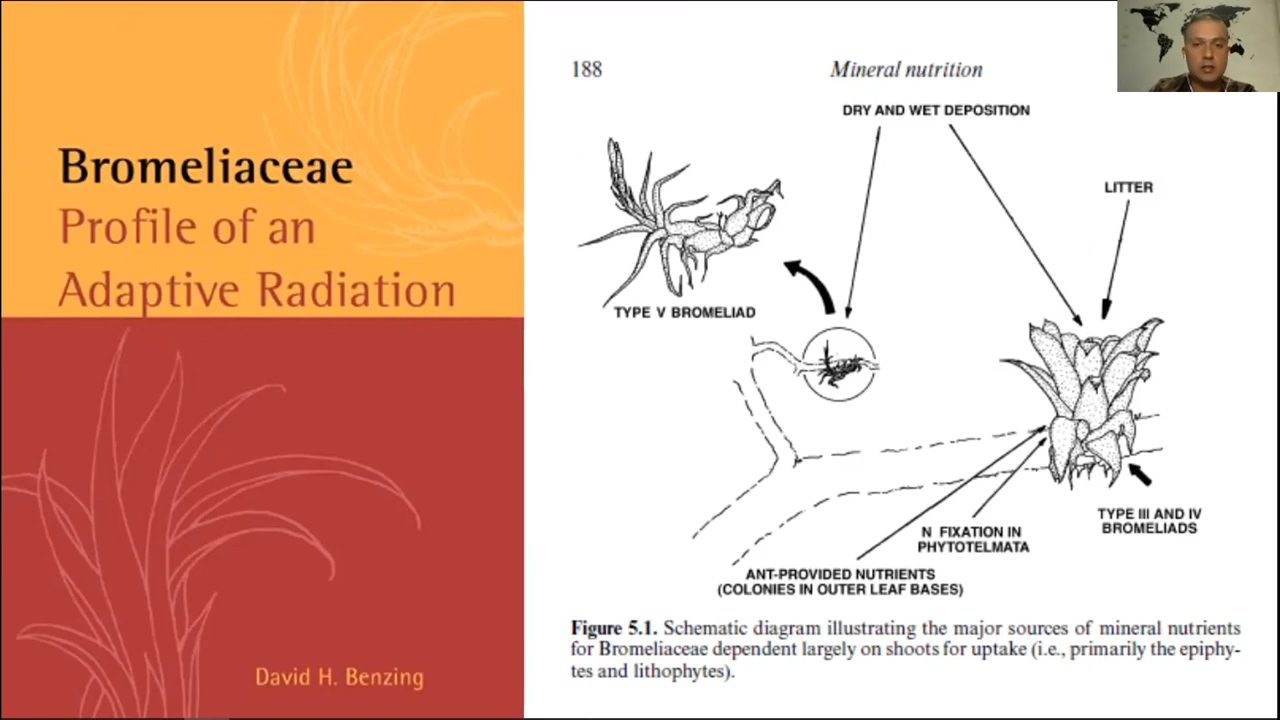 Bromeliaceae
Profile of an
Adaptive Radiation
David H. Benzing
188
Mineral nutrition
DRY AND WET DEPOSITION
LITTER
TYPE V BROMELIAD
TYPE III AND IV
BROMELIADS
N FIXATION IN
PHYTOTELMATA
ANT-PROVIDED NUTRIENTS
(COLONIES IN OUTER LEAF BASES)
Figure 5.1. Schematic diagram illustrating the major sources of mineral nutrients
for Bromeliaceae dependent largely on shoots for uptake (i.e., primarily the epiphy-
tes and lithophytes).